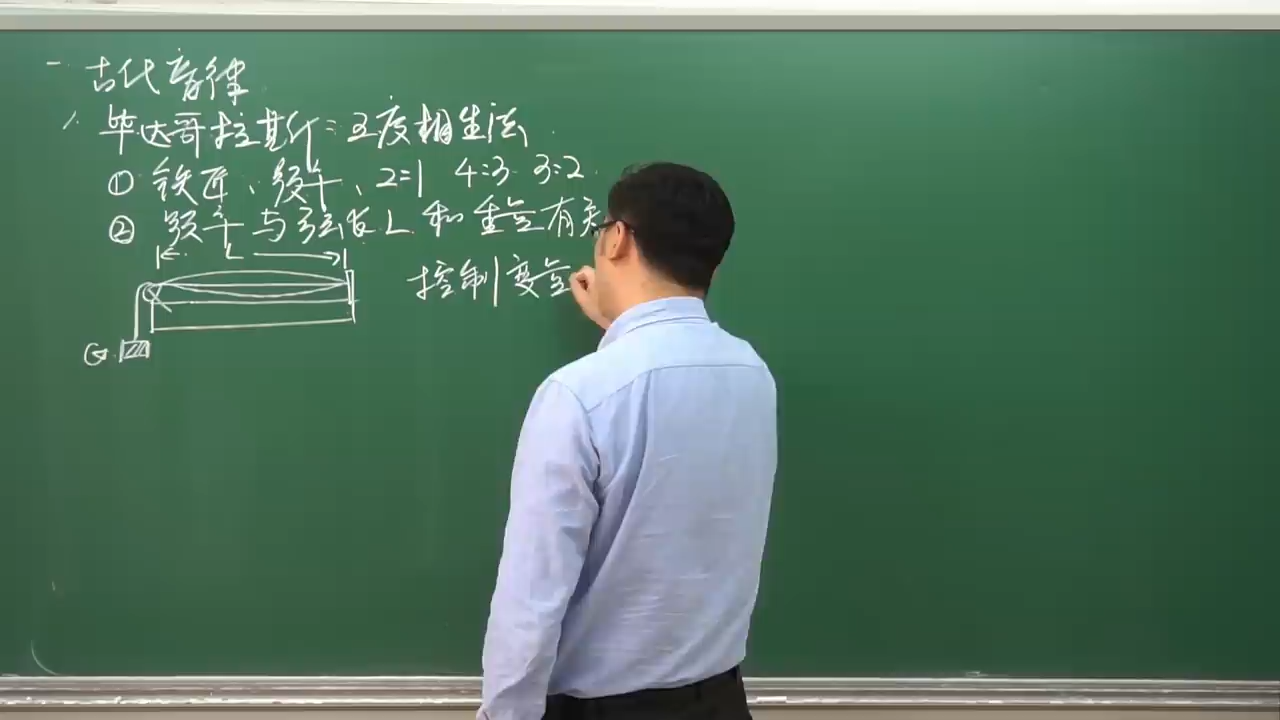 一 古代音律
1. 毕达哥拉斯：五度相生法
① 铁匠、频率、2:1 4:3 3:2
② 频率与弦长L和重量有关
L
控制变量
G